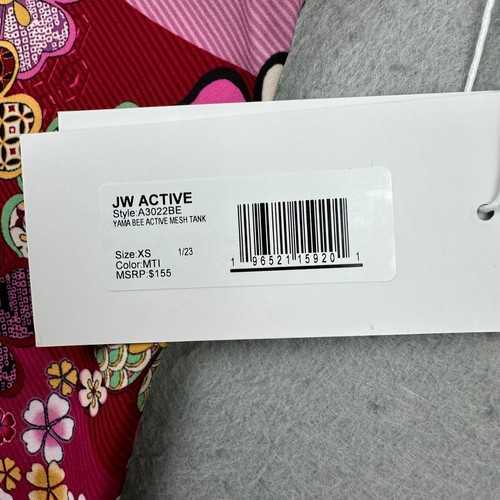 JW ACTIVE
Style:A3022BE
YAMA BEE ACTIVE MESH TANK
Size:XS 1/23
Color:MTI
MSRP:$155
1 96521 15920 1